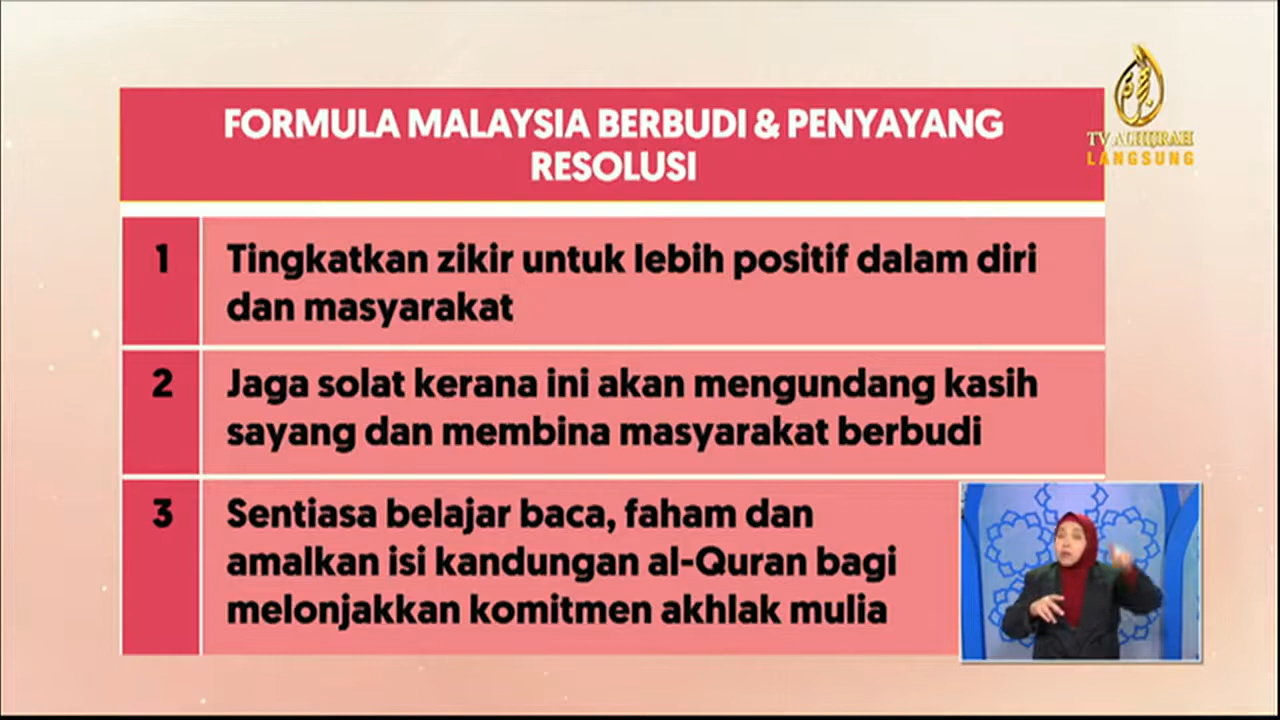 FORMULA MALAYSIA BERBUDI & PENYAYANG
RESOLUSI
TV ALHIJRAH
LANGSUNG
1
Tingkatkan zikir untuk lebih positif dalam diri
dan masyarakat
2
Jaga solat kerana ini akan mengundang kasih
sayang dan membina masyarakat berbudi
3
Sentiasa belajar baca, faham dan
amalkan isi kandungan al-Quran bagi
melonjakkan komitmen akhlak mulia